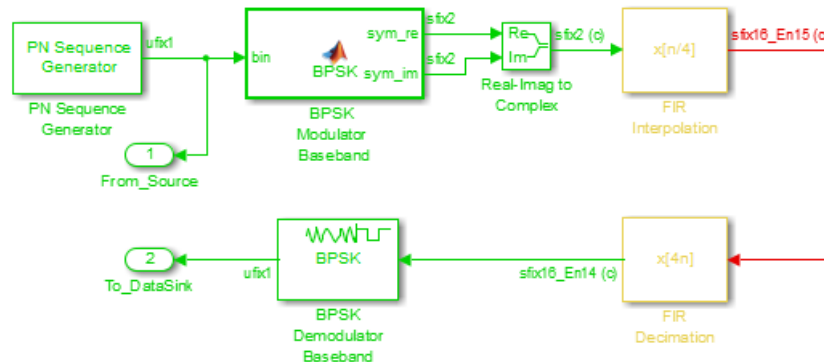 PN Sequence
Generator
ufix1
bin
BPSK
sym_re
sym_im
sfix2
sfix2
Re
Im
sfix2 (c)
x[n/4]
sfix16_En15 (c
PN Sequence
Generator
BPSK
Modulator
Baseband
Real-Imag to
Complex
FIR
Interpolation
1
From_Source
2
To_DataSink
ufix1
BPSK
sfix16_En14 (c)
x[4n]
BPSK
Demodulator
Baseband
FIR
Decimation